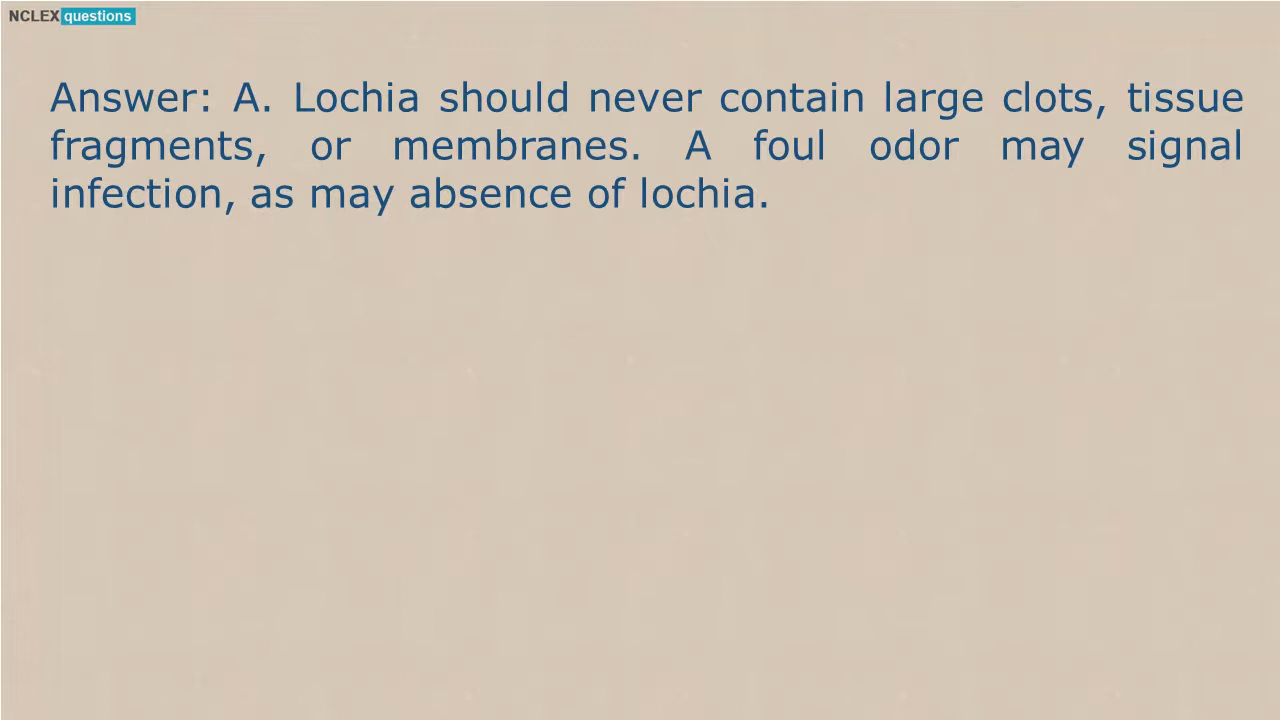 NCLEX questions
Answer: A. Lochia should never contain large clots, tissue
fragments, or membranes. A foul odor may signal
infection, as may absence of lochia.